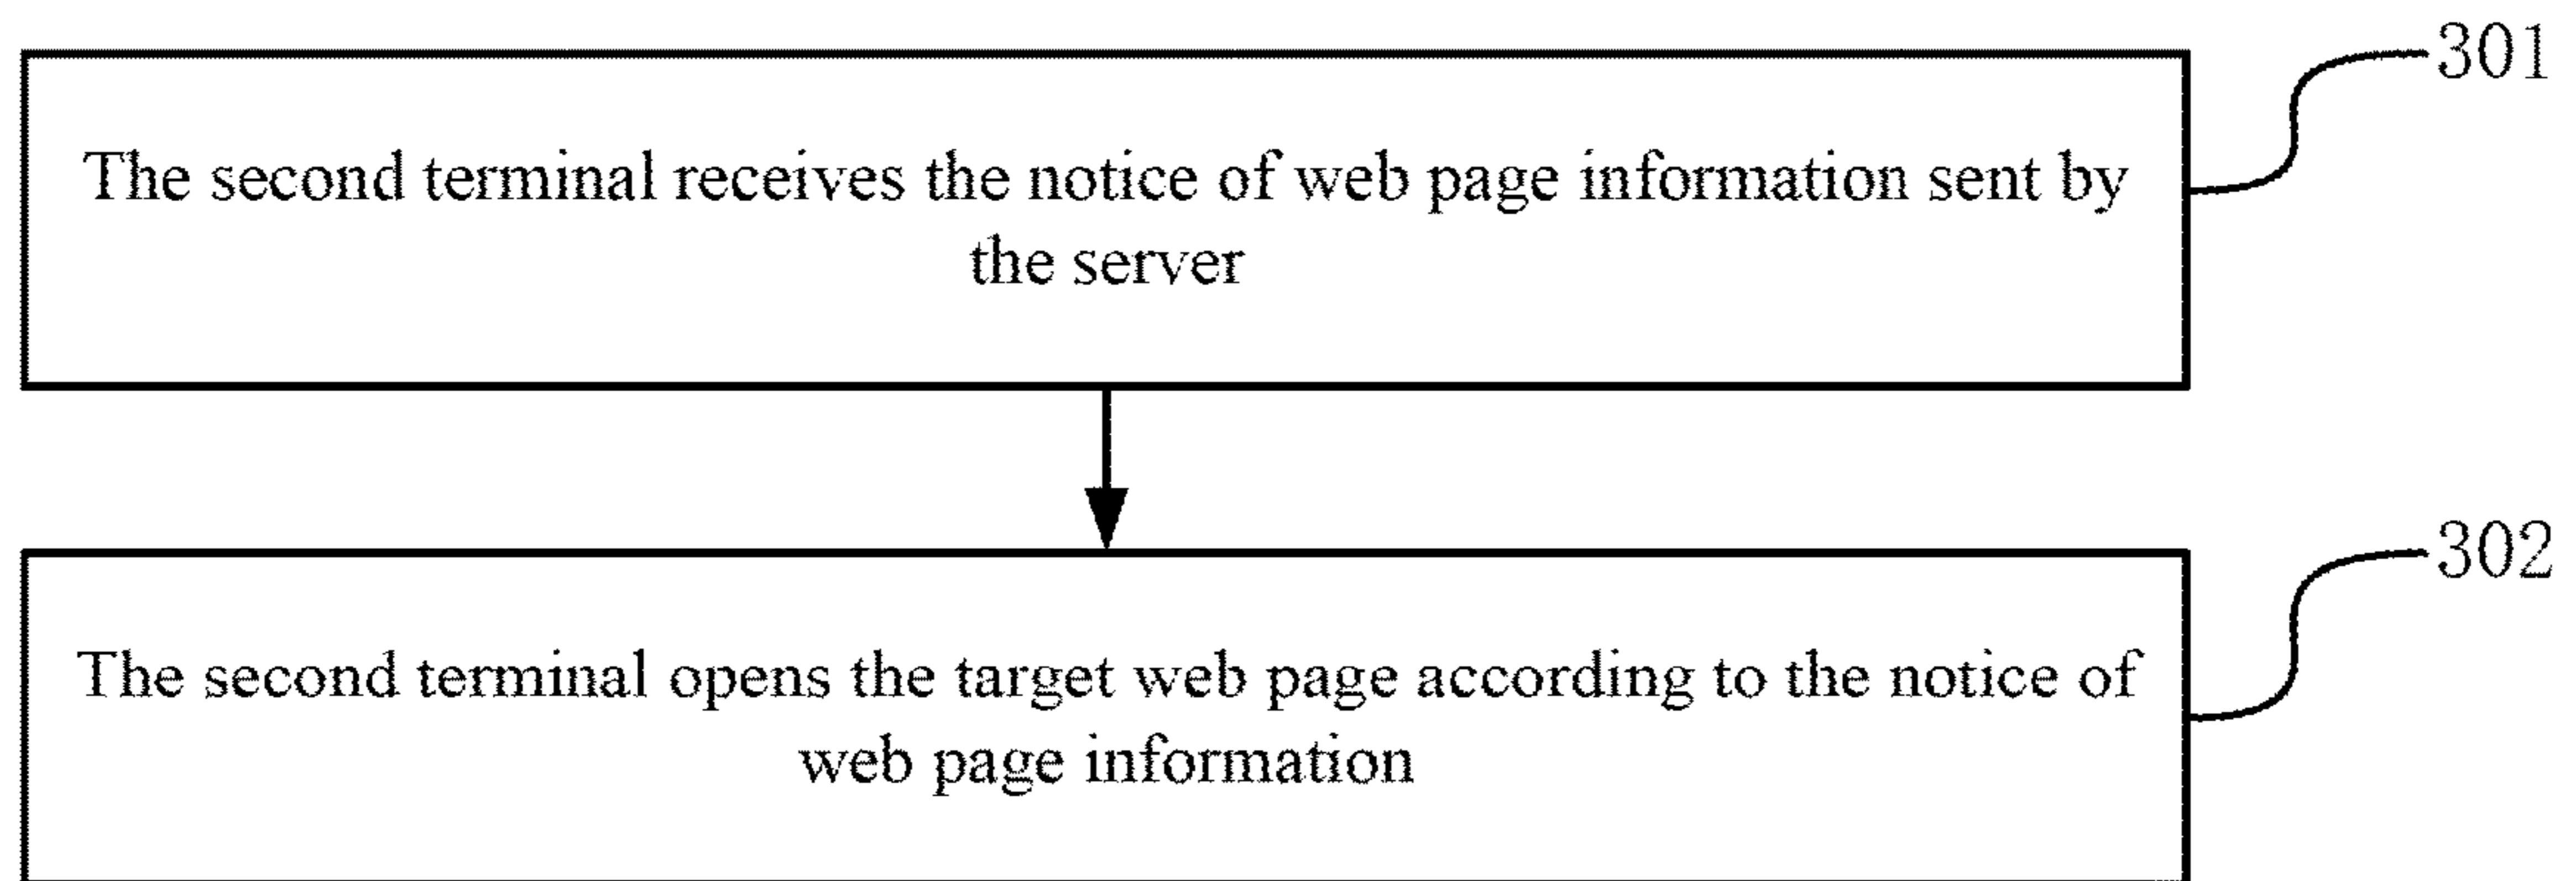 301
The second terminal receives the notice of web page information sent by
the server
302
The second terminal opens the target web page according to the notice of
web page information